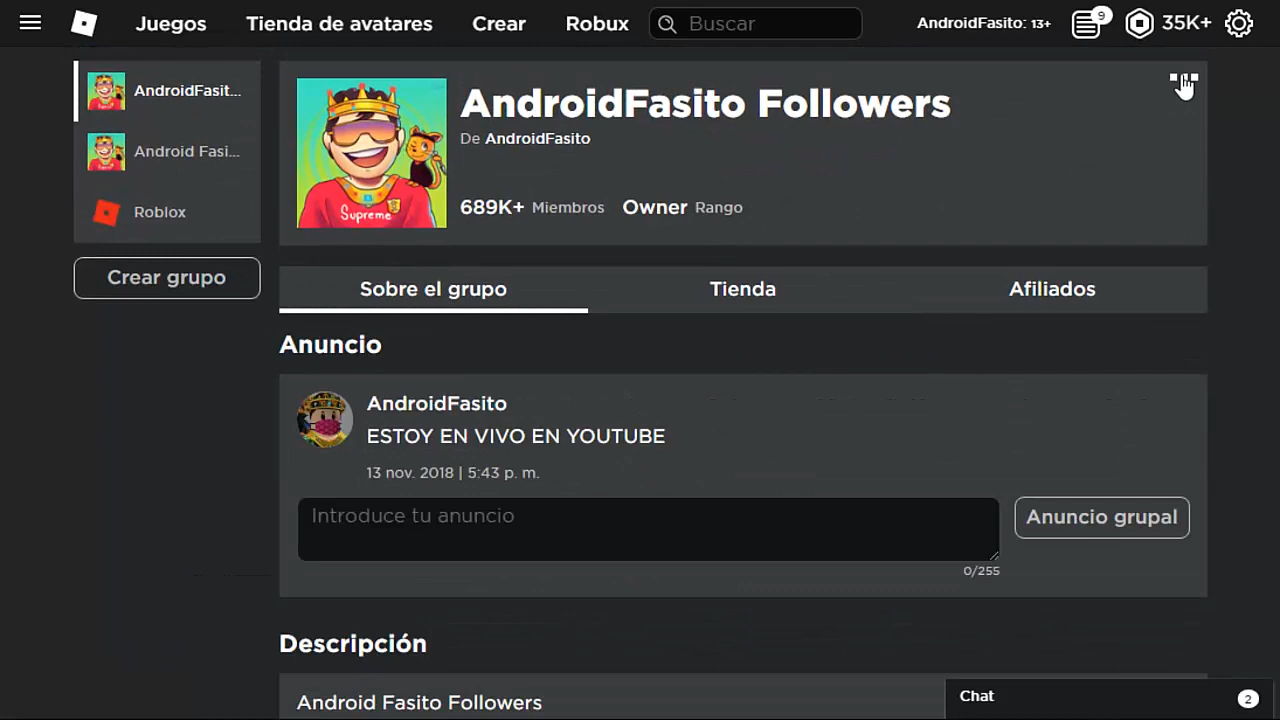 Juegos Tienda de avatares Crear Robux Buscar AndroidFasito: 13+ 9 35K+
AndroidFasit...
Android Fasi...
Roblox
Crear grupo
AndroidFasito Followers
De AndroidFasito
689K+ Miembros Owner Rango
Supreme
Sobre el grupo Tienda Afiliados
Anuncio
AndroidFasito
ESTOY EN VIVO EN YOUTUBE
13 nov. 2018 | 5:43 p. m.
Introduce tu anuncio
Anuncio grupal
0/255
Descripción
Android Fasito Followers
Chat 2